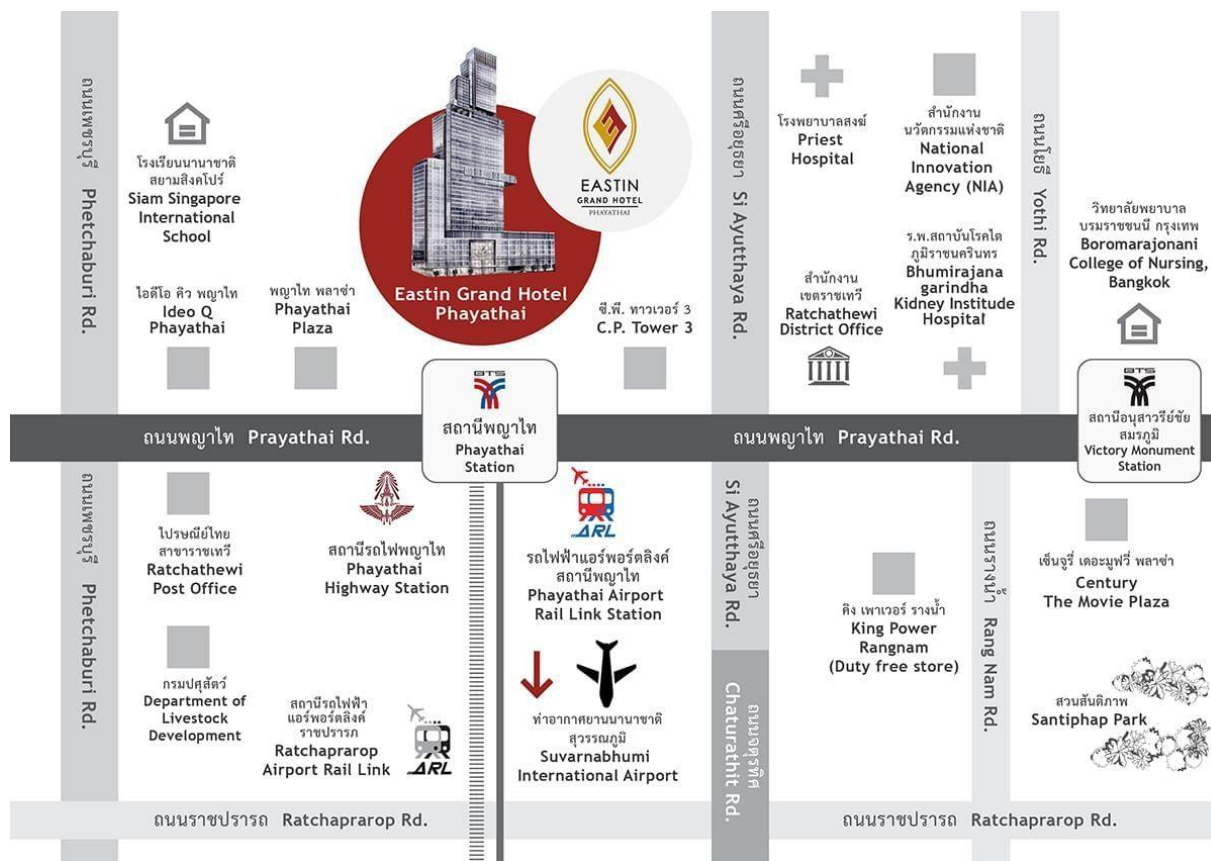 ถนนเพชรบุรี Phetchaburi Rd.
โรงเรียนนานาชาติ
สยามสิงคโปร์
Siam Singapore
International
School
ไอดีโอ คิว พญาไท
Ideo Q
Phayathai
พญาไท พลาซ่า
Phayathai
Plaza
Eastin Grand Hotel
Phayathai
EASTIN
GRAND HOTEL
PHAYATHAI
ซี.พี. ทาวเวอร์ 3
C.P. Tower 3
ถนนศรีอยุธยา Si Ayutthaya Rd.
โรงพยาบาลสงฆ์
Priest
Hospital
สำนักงาน
นวัตกรรมแห่งชาติ
National
Innovation
Agency (NIA)
สำนักงาน
เขตราชเทวี
Ratchathewi
District Office
ร.พ.สถาบันโรคไต
ภูมิราชนครินทร
Bhumirajana
garindha
Kidney Institude
Hospital
ถนนโยธี Yothi Rd.
วิทยาลัยพยาบาล
บรมราชชนนี กรุงเทพ
Boromarajonani
College of Nursing,
Bangkok
ถนนพญาไท Prayathai Rd.
BTS
สถานีพญาไท
Phayathai
Station
ถนนพญาไท Prayathai Rd.
BTS
สถานีอนุสาวรีย์ชัย
สมรภูมิ
Victory Monument
Station
ถนนเพชรบุรี Phetchaburi Rd.
ไปรษณีย์ไทย
สาขาราชเทวี
Ratchathewi
Post Office
สถานีรถไฟพญาไท
Phayathai
Highway Station
ARL
รถไฟฟ้าแอร์พอร์ตลิงค์
สถานีพญาไท
Phayathai Airport
Rail Link Station
ถนนศรีอยุธยา
Si Ayutthaya Rd.
คิง เพาเวอร์ รางน้ำ
King Power
Rangnam
(Duty free store)
ถนนรางน้ำ Rang Nam Rd.
เซ็นจูรี่ เดอะมูฟวี่ พลาซ่า
Century
The Movie Plaza
กรมปศุสัตว์
Department of
Livestock
Development
สถานีรถไฟฟ้า
แอร์พอร์ตลิงค์
ราชปรารภ
Ratchaprarop
Airport Rail Link
ARL
ท่าอากาศยานนานาชาติ
สุวรรณภูมิ
Suvarnabhumi
International Airport
ถนนจตุรทิศ
Chaturathit Rd.
สวนสันติภาพ
Santiphap Park
ถนนราชปรารถ Ratchaprarop Rd.
ถนนราชปรารถ Ratchaprarop Rd.